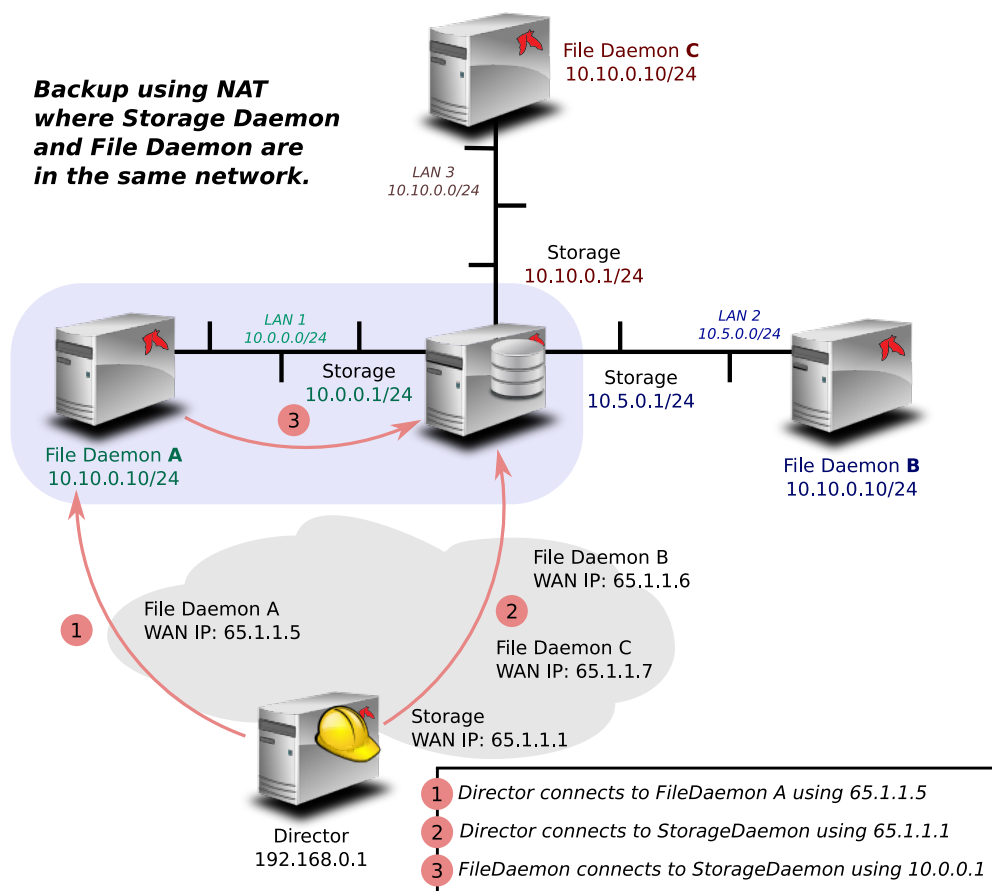 Backup using NAT
where Storage Daemon
and File Daemon are
in the same network.
File Daemon C
10.10.0.10/24
LAN 3
10.10.0.0/24
Storage
10.10.0.1/24
LAN 1
10.0.0.0/24
Storage
10.0.0.1/24
LAN 2
10.5.0.0/24
Storage
10.5.0.1/24
3
File Daemon A
10.10.0.10/24
File Daemon B
10.10.0.10/24
File Daemon B
WAN IP: 65.1.1.6
1
File Daemon A
WAN IP: 65.1.1.5
2
File Daemon C
WAN IP: 65.1.1.7
Storage
WAN IP: 65.1.1.1
Director
192.168.0.1
1 Director connects to FileDaemon A using 65.1.1.5
2 Director connects to StorageDaemon using 65.1.1.1
3 FileDaemon connects to StorageDaemon using 10.0.0.1